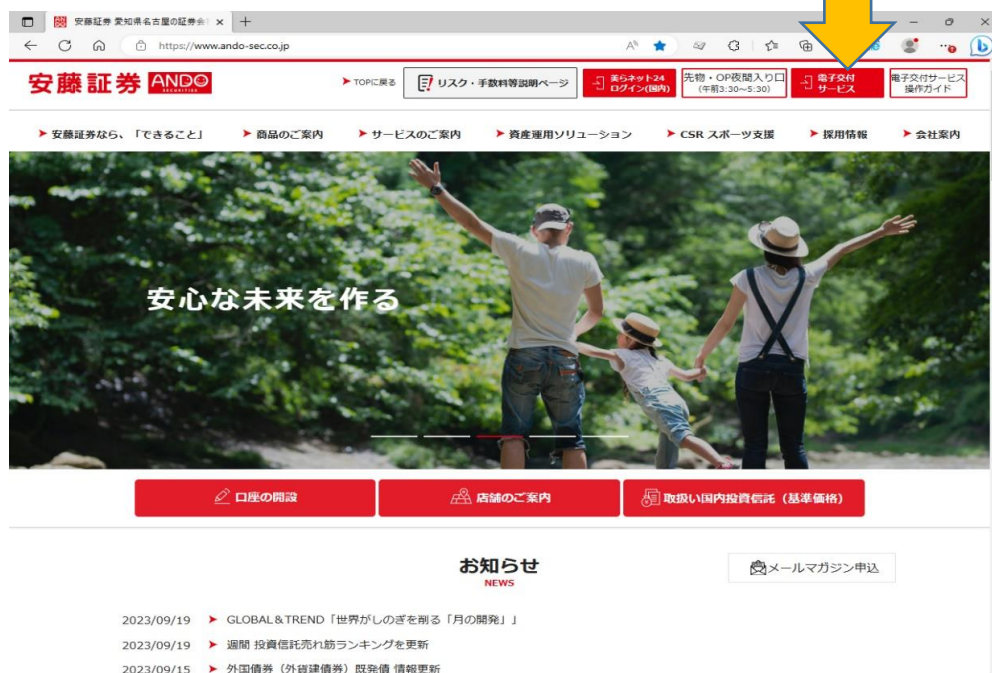 安藤証券 愛知県名古屋の証券会
https://www.ando-sec.co.jp
安藤証券 ANDO
SECURITIES
TOPに戻る
リスク・手数料等説明ページ
美らネット24
ログイン(国内)
先物・OP夜間入り口
(午前3:30~5:30)
電子交付
サービス
電子交付サービス
操作ガイド
安藤証券なら、「できること」
商品のご案内
サービスのご案内
資産運用ソリューション
CSR スポーツ支援
採用情報
会社案内
安心な未来を作る
口座の開設
店舗のご案内
取扱い国内投資信託(基準価格)
お知らせ
NEWS
メールマガジン申込
2023/09/19 GLOBAL&TREND「世界がしのぎを削る「月の開発」」
2023/09/19 週間 投資信託売れ筋ランキングを更新
2023/09/15 外国債券(外貨建債券)既発債 情報更新